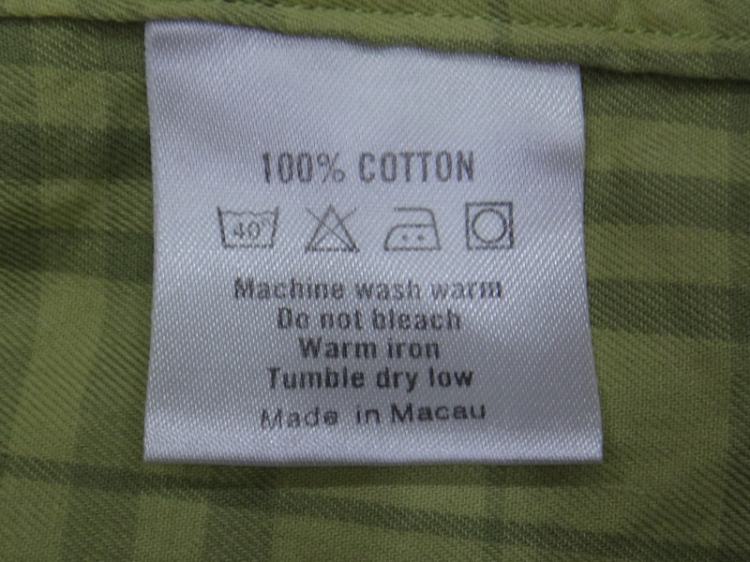 100% COTTON
40°
Machine wash warm
Do not bleach
Warm iron
Tumble dry low
Made in Macau